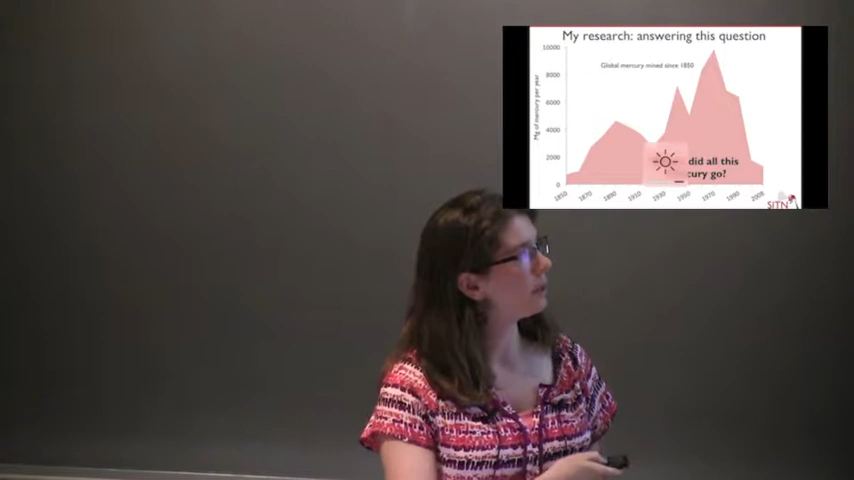 My research: answering this question
Global mercury mined since 1850
Mg of mercury per year
10000
8000
6000
4000
2000
0
did all this
cury go?
1850
1870
1890
1910
1930
1950
1970
1990
2008
SITN